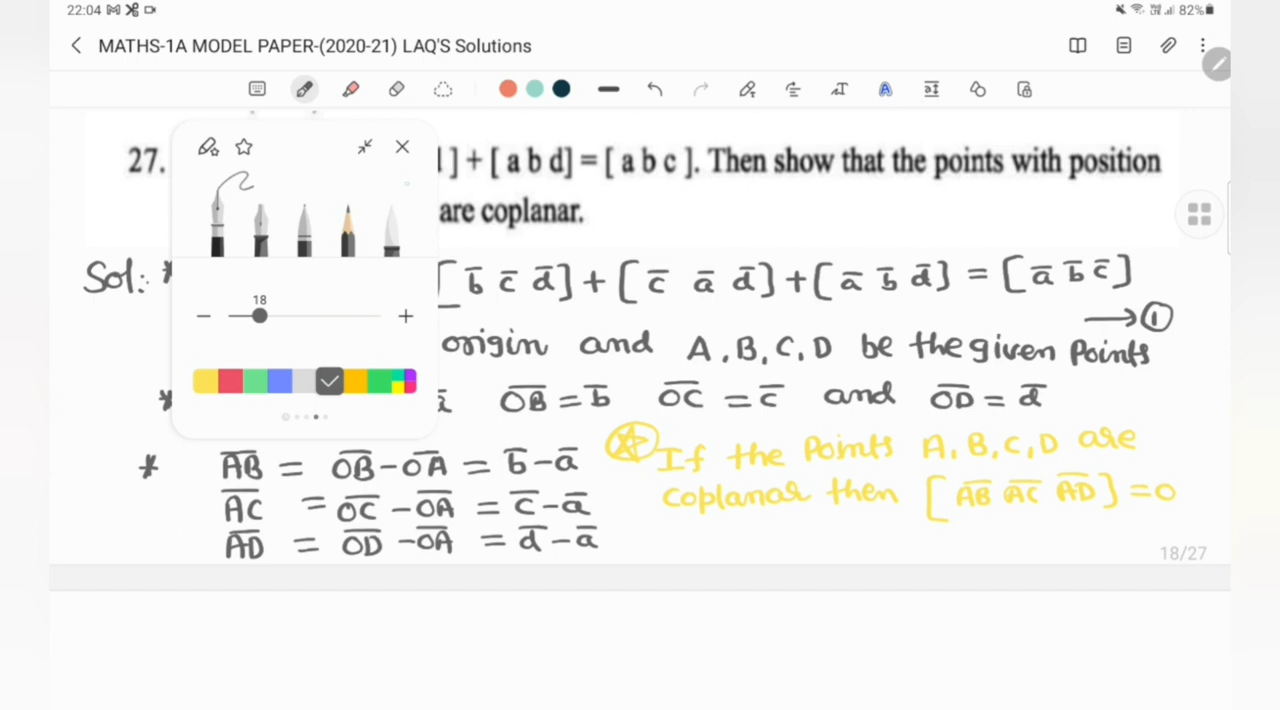 22:04 82%
MATHS-1A MODEL PAPER-(2020-21) LAQ'S Solutions
27. ] + [ a b d] = [ a b c ]. Then show that the points with position
are coplanar.
18
Sol: * [b̄ c̄ d̄] + [c̄ ā d̄] + [ā b̄ d̄] = [ā b̄ c̄]
→ ①
origin and A, B, C, D be the given Points
* ā OB̅ = b̄ OC̅ = c̄ and OD̅ = d̄
* AB̅ = OB̅ - OA̅ = b̄ - ā
AC̅ = OC̅ - OA̅ = c̄ - ā
AD̅ = OD̅ - OA̅ = d̄ - ā
If the Points A, B, C, D are
coplanar then [AB̅ AC̅ AD̅] = 0
18/27